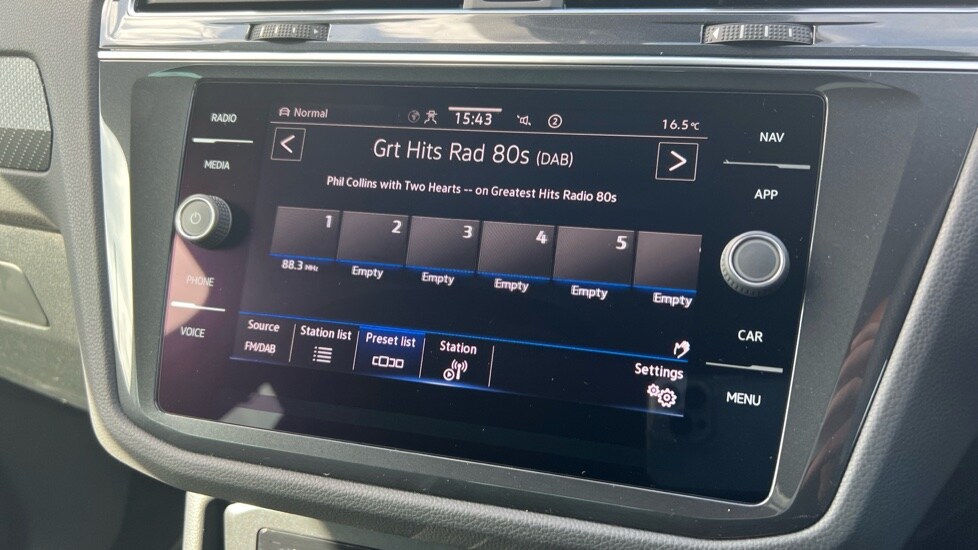 RADIO
MEDIA
PHONE
VOICE
Normal 15:43 2 16.5°C
< Grt Hits Rad 80s (DAB) >
Phil Collins with Two Hearts -- on Greatest Hits Radio 80s
1 2 3 4 5
88.3 MHz Empty Empty Empty Empty Empty
Source Station list Preset list Station Settings
FM/DAB
NAV
APP
CAR
MENU